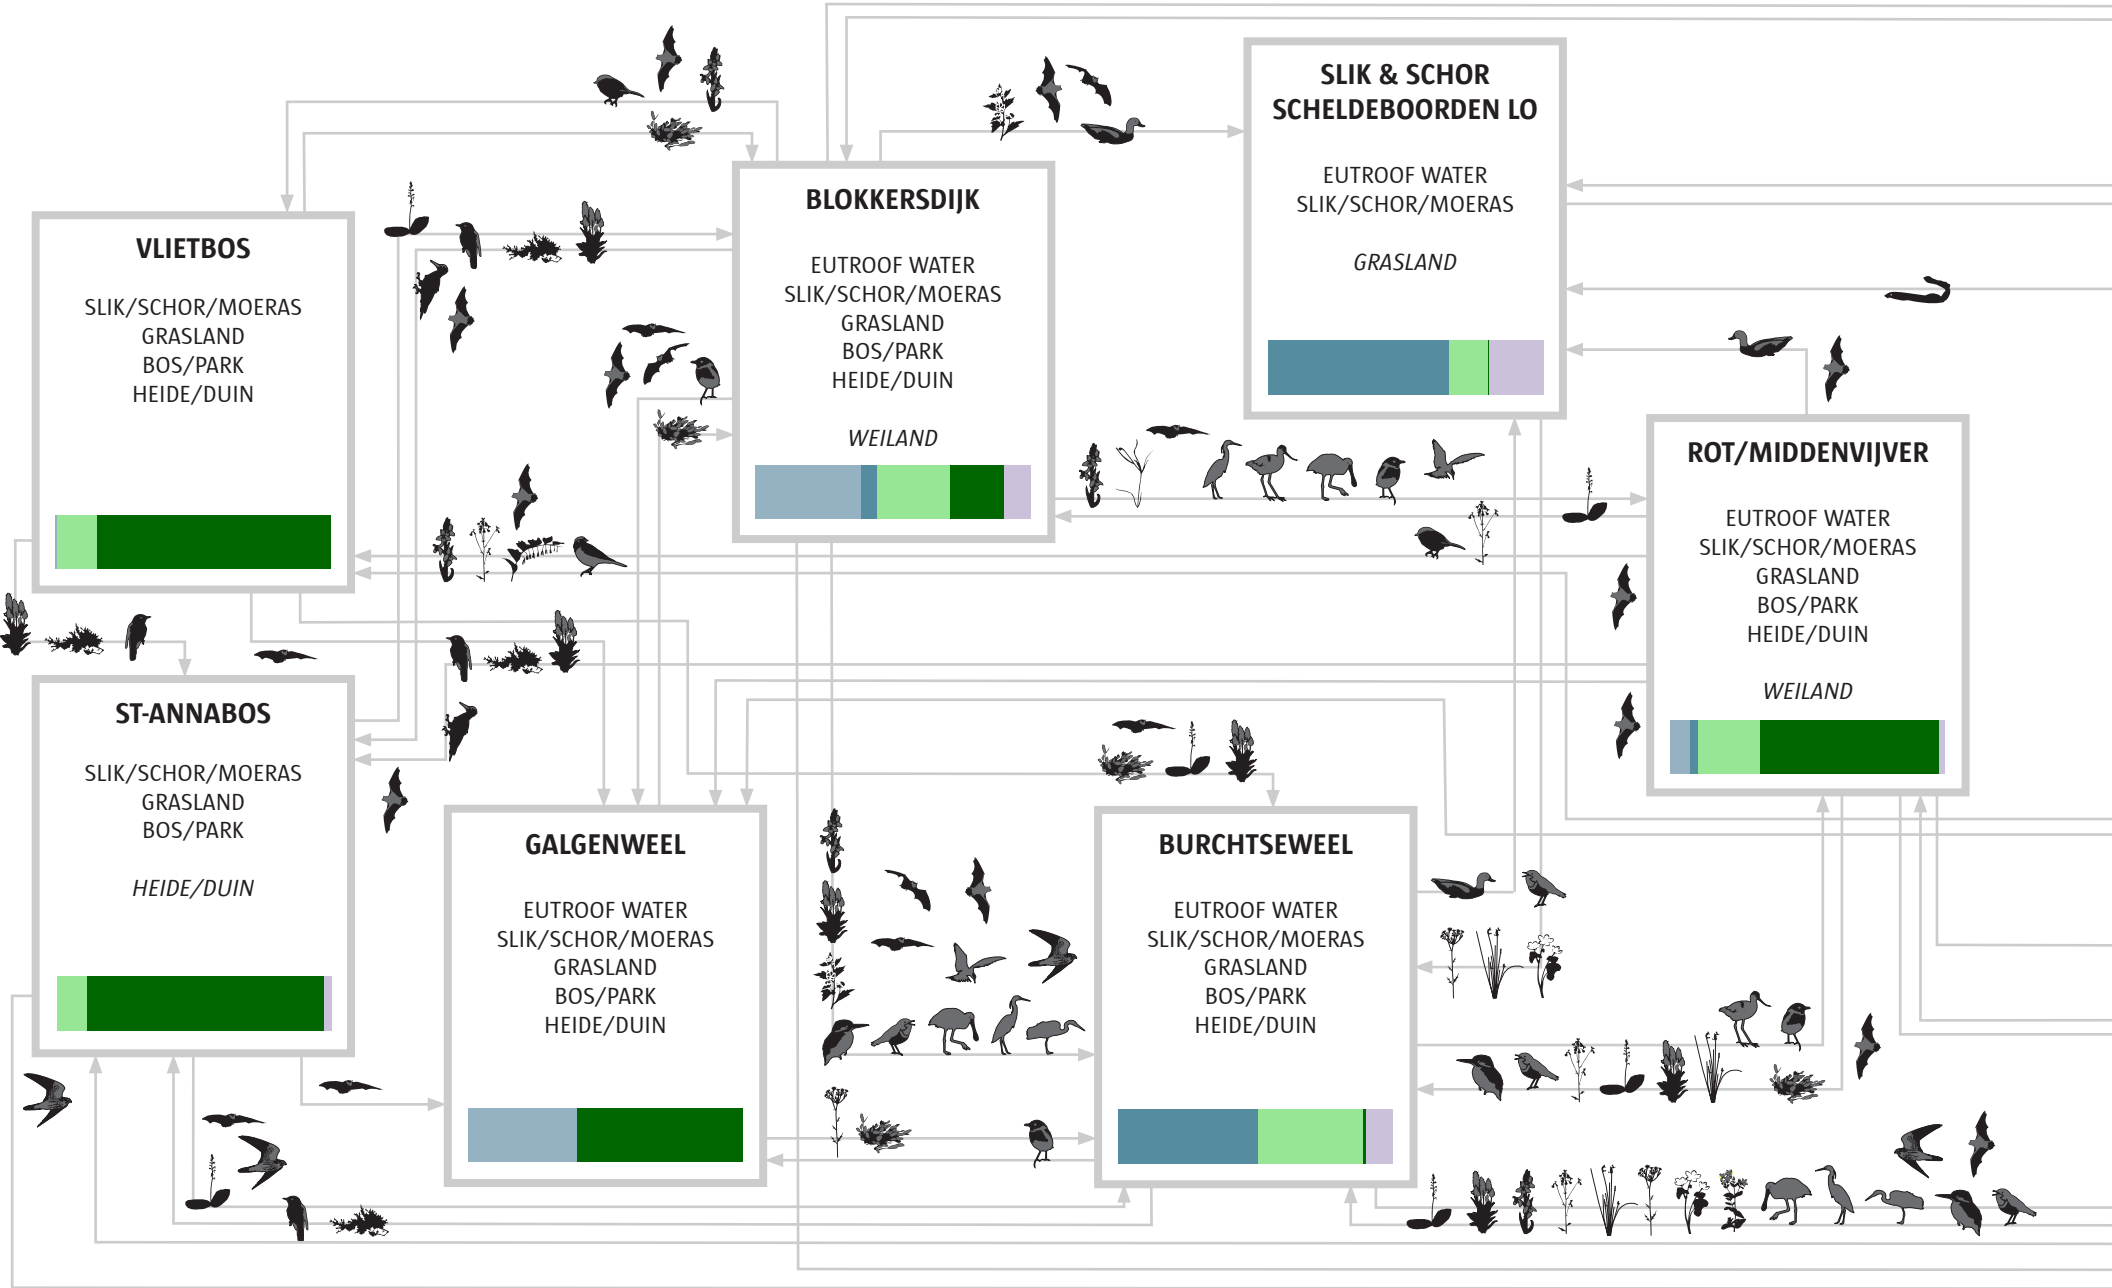 SLIK & SCHOR
SCHELDEBOORDEN LO
EUTROOF WATER
SLIK/SCHOR/MOERAS
GRASLAND
BLOKKERSDIJK
EUTROOF WATER
SLIK/SCHOR/MOERAS
GRASLAND
BOS/PARK
HEIDE/DUIN
WEILAND
VLIETBOS
SLIK/SCHOR/MOERAS
GRASLAND
BOS/PARK
HEIDE/DUIN
ROT/MIDDENVIJVER
EUTROOF WATER
SLIK/SCHOR/MOERAS
GRASLAND
BOS/PARK
HEIDE/DUIN
WEILAND
ST-ANNABOS
SLIK/SCHOR/MOERAS
GRASLAND
BOS/PARK
HEIDE/DUIN
GALGENWEEL
EUTROOF WATER
SLIK/SCHOR/MOERAS
GRASLAND
BOS/PARK
HEIDE/DUIN
BURCHTSEWEEL
EUTROOF WATER
SLIK/SCHOR/MOERAS
GRASLAND
BOS/PARK
HEIDE/DUIN